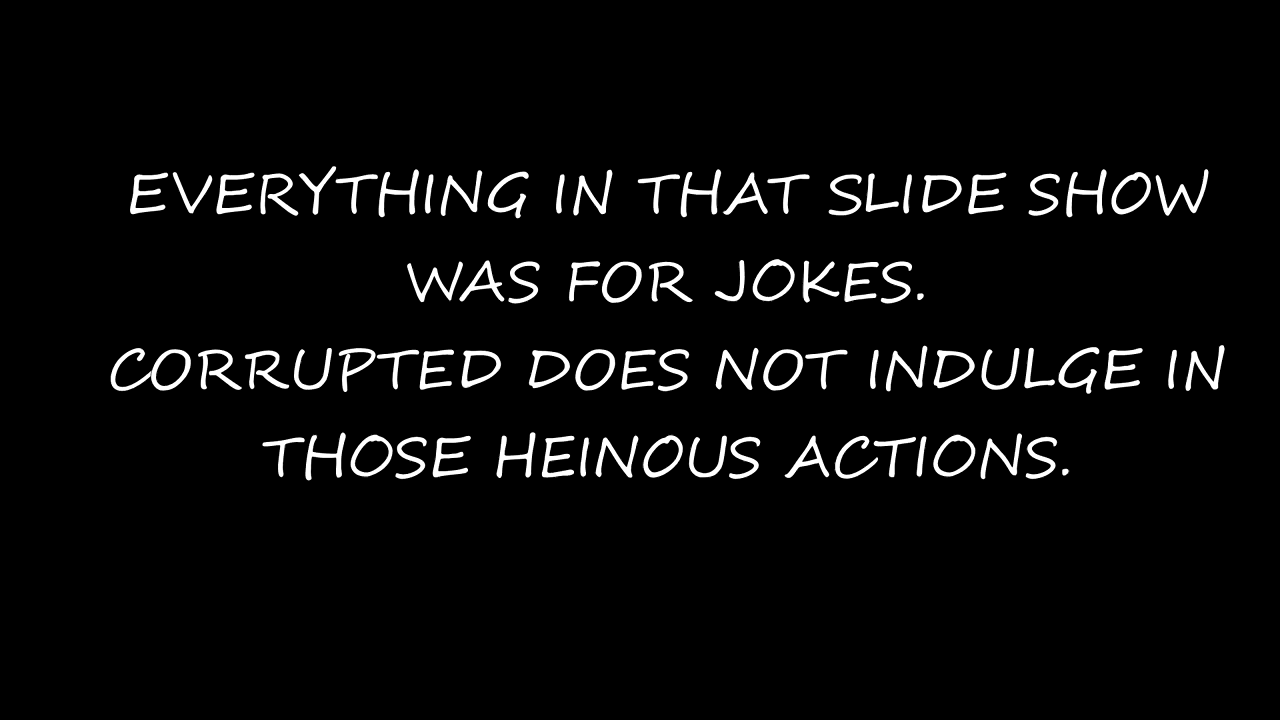 EVERYTHING IN THAT SLIDE SHOW
WAS FOR JOKES.
CORRUPTED DOES NOT INDULGE IN
THOSE HEINOUS ACTIONS.